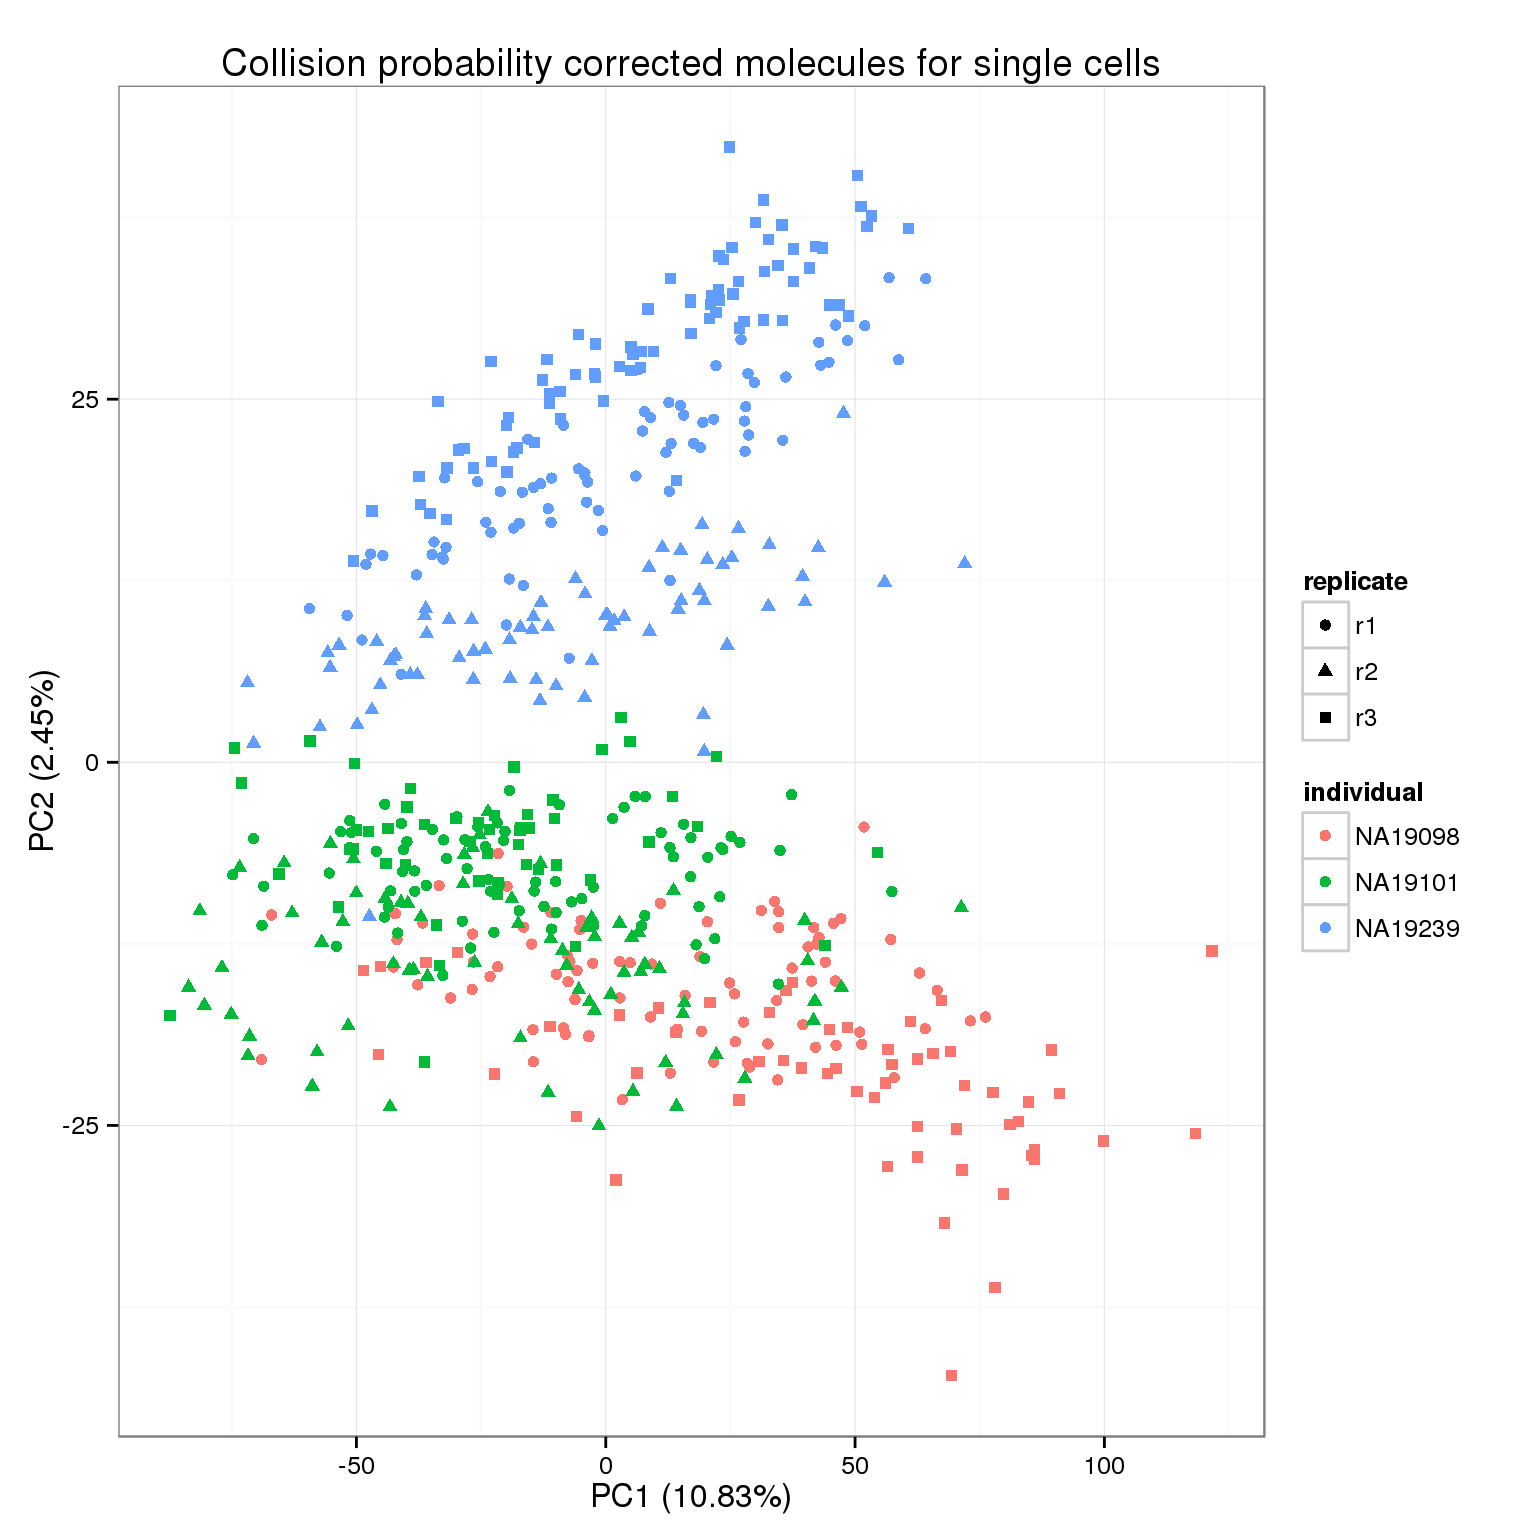 Collision probability corrected molecules for single cells
PC2 (2.45%)
25
0
-25
-50
0
50
100
PC1 (10.83%)
replicate
r1
r2
r3
individual
NA19098
NA19101
NA19239